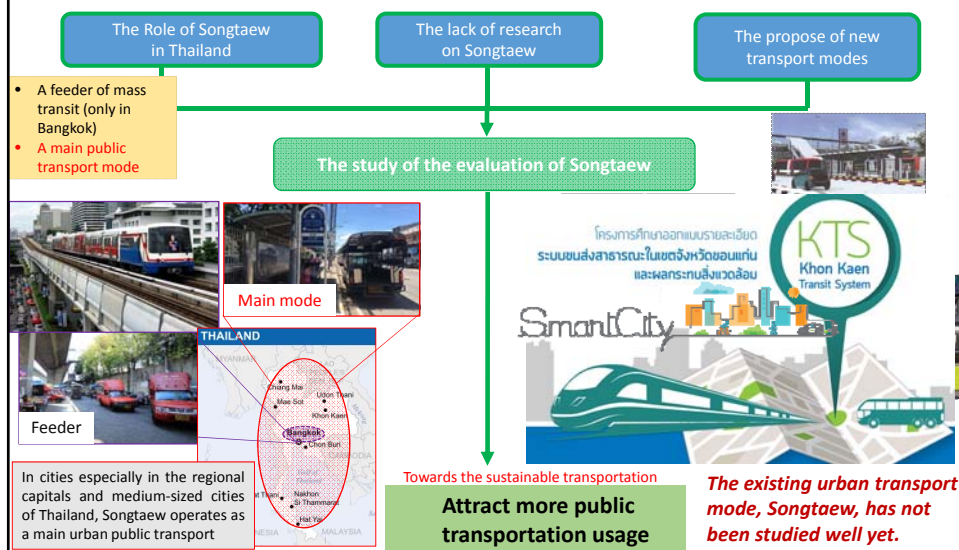 The Role of Songtaew
in Thailand
The lack of research
on Songtaew
The propose of new
transport modes
• A feeder of mass
transit (only in
Bangkok)
• A main public
transport mode
The study of the evaluation of Songtaew
Main mode
Feeder
THAILAND
MYANMAR
Chiang Mai
Mae Sot
Udon Thani
Khon Kaen
Bangkok
Chon Buri
CAMBODIA
Nakhon
Si Thammarat
Hat Yai
MALAYSIA
โครงการศึกษาออกแบบรายละเอียด
ระบบขนส่งสาธารณะในเขตจังหวัดขอนแก่น
และผลกระทบสิ่งแวดล้อม
KTS
Khon Kaen
Transit System
SmartCity
In cities especially in the regional
capitals and medium-sized cities
of Thailand, Songtaew operates as
a main urban public transport
Towards the sustainable transportation
Attract more public
transportation usage
The existing urban transport
mode, Songtaew, has not
been studied well yet.